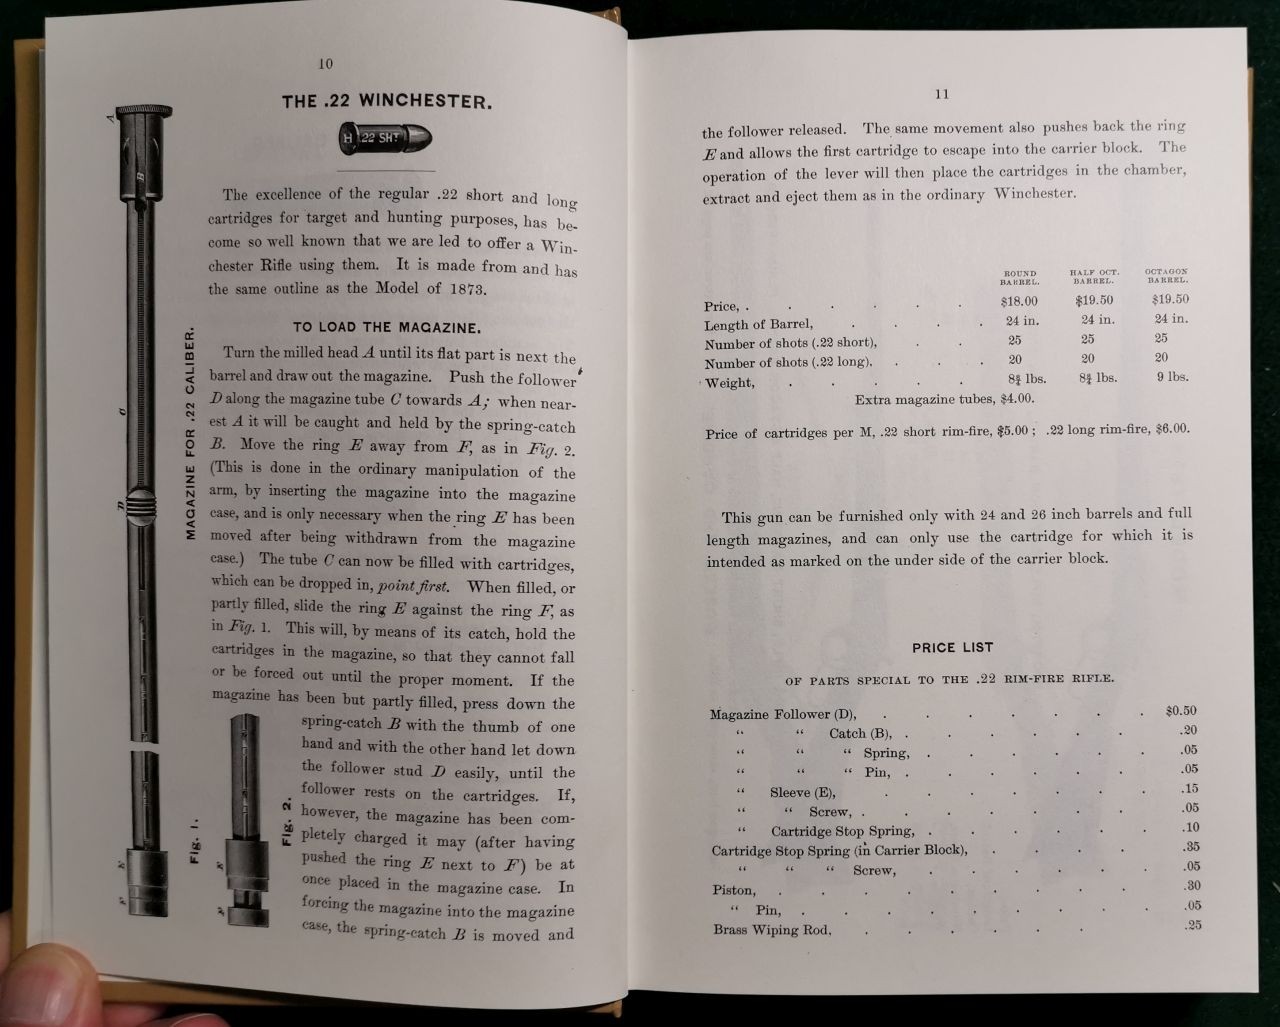 10
THE .22 WINCHESTER.
H .22 SHT
The excellence of the regular .22 short and long
cartridges for target and hunting purposes, has be-
come so well known that we are led to offer a Win-
chester Rifle using them. It is made from and has
the same outline as the Model of 1873.
TO LOAD THE MAGAZINE.
Turn the milled head A until its flat part is next the
barrel and draw out the magazine. Push the follower
D along the magazine tube C towards A; when near-
est A it will be caught and held by the spring-catch
B. Move the ring E away from F, as in Fig. 2.
(This is done in the ordinary manipulation of the
arm, by inserting the magazine into the magazine
case, and is only necessary when the ring E has been
moved after being withdrawn from the magazine
case.) The tube C can now be filled with cartridges,
which can be dropped in, point first. When filled, or
partly filled, slide the ring E against the ring F, as
in Fig. 1. This will, by means of its catch, hold the
cartridges in the magazine, so that they cannot fall
or be forced out until the proper moment. If the
magazine has been but partly filled, press down the
spring-catch B with the thumb of one
hand and with the other hand let down
the follower stud D easily, until the
follower rests on the cartridges. If,
however, the magazine has been com-
pletely charged it may (after having
pushed the ring E next to F) be at
once placed in the magazine case. In
forcing the magazine into the magazine
case, the spring-catch B is moved and
A
B
C
D
E
F
MAGAZINE FOR .22 CALIBER.
Fig. 1.
E
F
Fig. 2.
11
the follower released. The same movement also pushes back the ring
E and allows the first cartridge to escape into the carrier block. The
operation of the lever will then place the cartridges in the chamber,
extract and eject them as in the ordinary Winchester.
ROUND BARREL. HALF OCT. BARREL. OCTAGON BARREL.
Price, . . . . . . $18.00 $19.50 $19.50
Length of Barrel, . . . . 24 in. 24 in. 24 in.
Number of shots (.22 short), . . 25 25 25
Number of shots (.22 long), . . . 20 20 20
Weight, . . . . . 8¾ lbs. 8¾ lbs. 9 lbs.
Extra magazine tubes, $4.00.
Price of cartridges per M, .22 short rim-fire, $5.00; .22 long rim-fire, $6.00.
This gun can be furnished only with 24 and 26 inch barrels and full
length magazines, and can only use the cartridge for which it is
intended as marked on the under side of the carrier block.
PRICE LIST
OF PARTS SPECIAL TO THE .22 RIM-FIRE RIFLE.
Magazine Follower (D), . . . . . . . $0.50
“ “ Catch (B), . . . . . . .20
“ “ “ Spring, . . . . . .05
“ “ “ Pin, . . . . . . .05
“ Sleeve (E), . . . . . .15
“ “ Screw, . . . . . . .05
“ Cartridge Stop Spring, . . . . . .10
Cartridge Stop Spring (in Carrier Block), . . . . .35
“ “ “ Screw, . . . . . .05
Piston, . . . . . . . . .30
“ Pin, . . . . . . . . .05
Brass Wiping Rod, . . . . . . .25